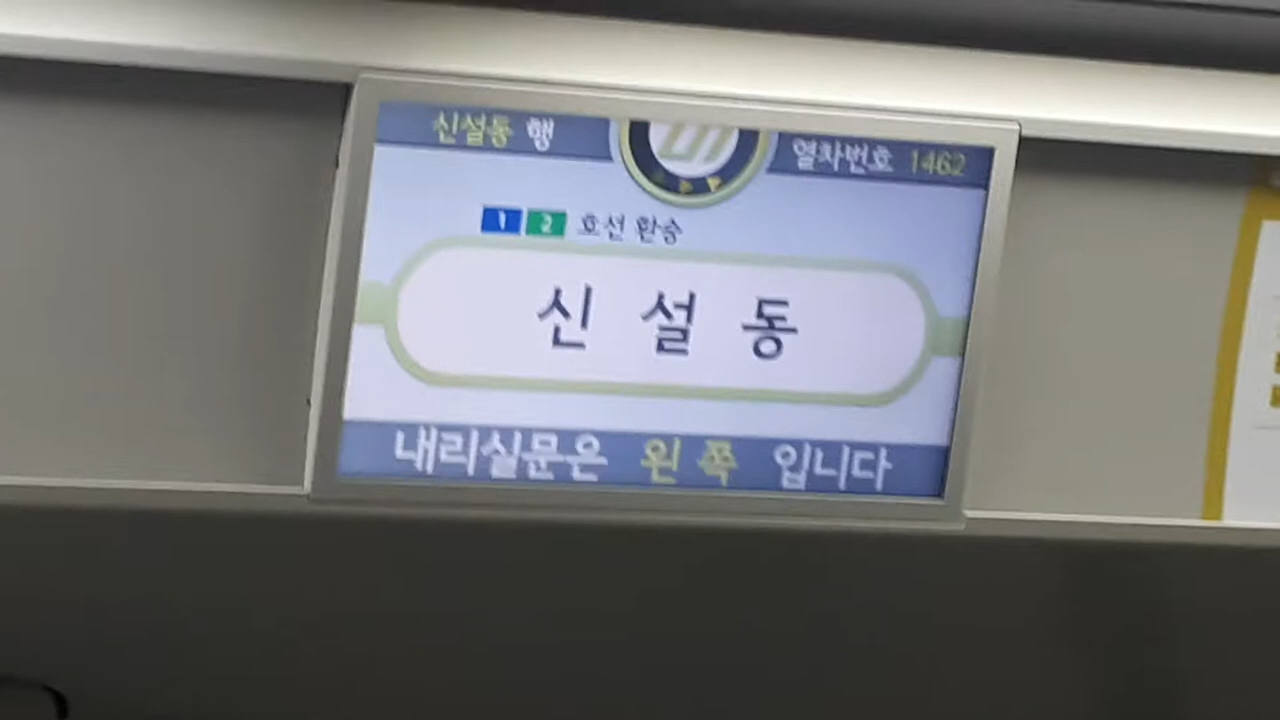 신설동 행
열차번호 1462
1 2 호선 환승
신 설 동
내리실문은 왼 쪽 입니다